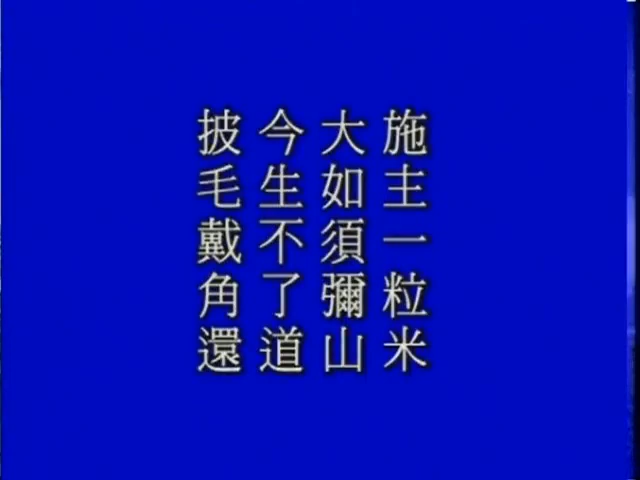 施主一粒米
大如須彌山
今生不了道
披毛戴角還